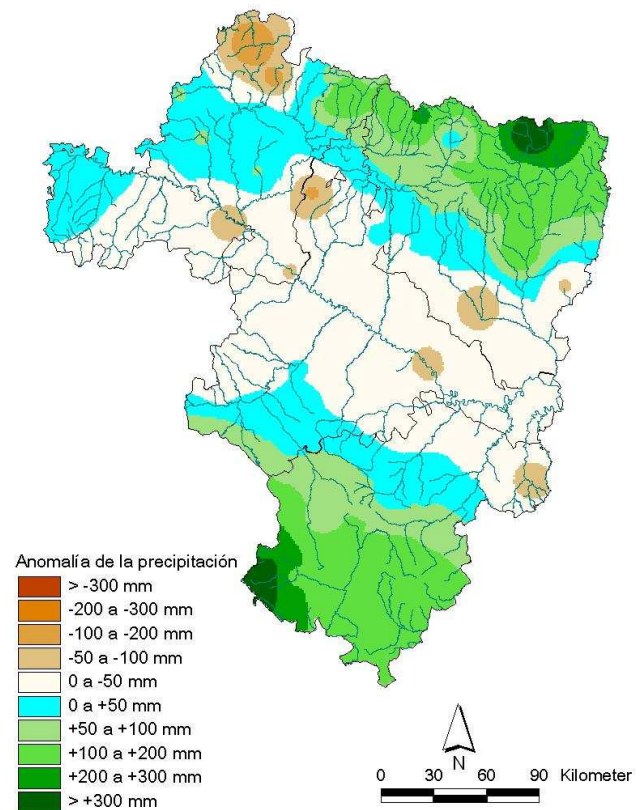 Anomalía de la precipitación
> -300 mm
-200 a -300 mm
-100 a -200 mm
-50 a -100 mm
0 a -50 mm
0 a +50 mm
+50 a +100 mm
+100 a +200 mm
+200 a +300 mm
> +300 mm
N
0 30 60 90 Kilometer